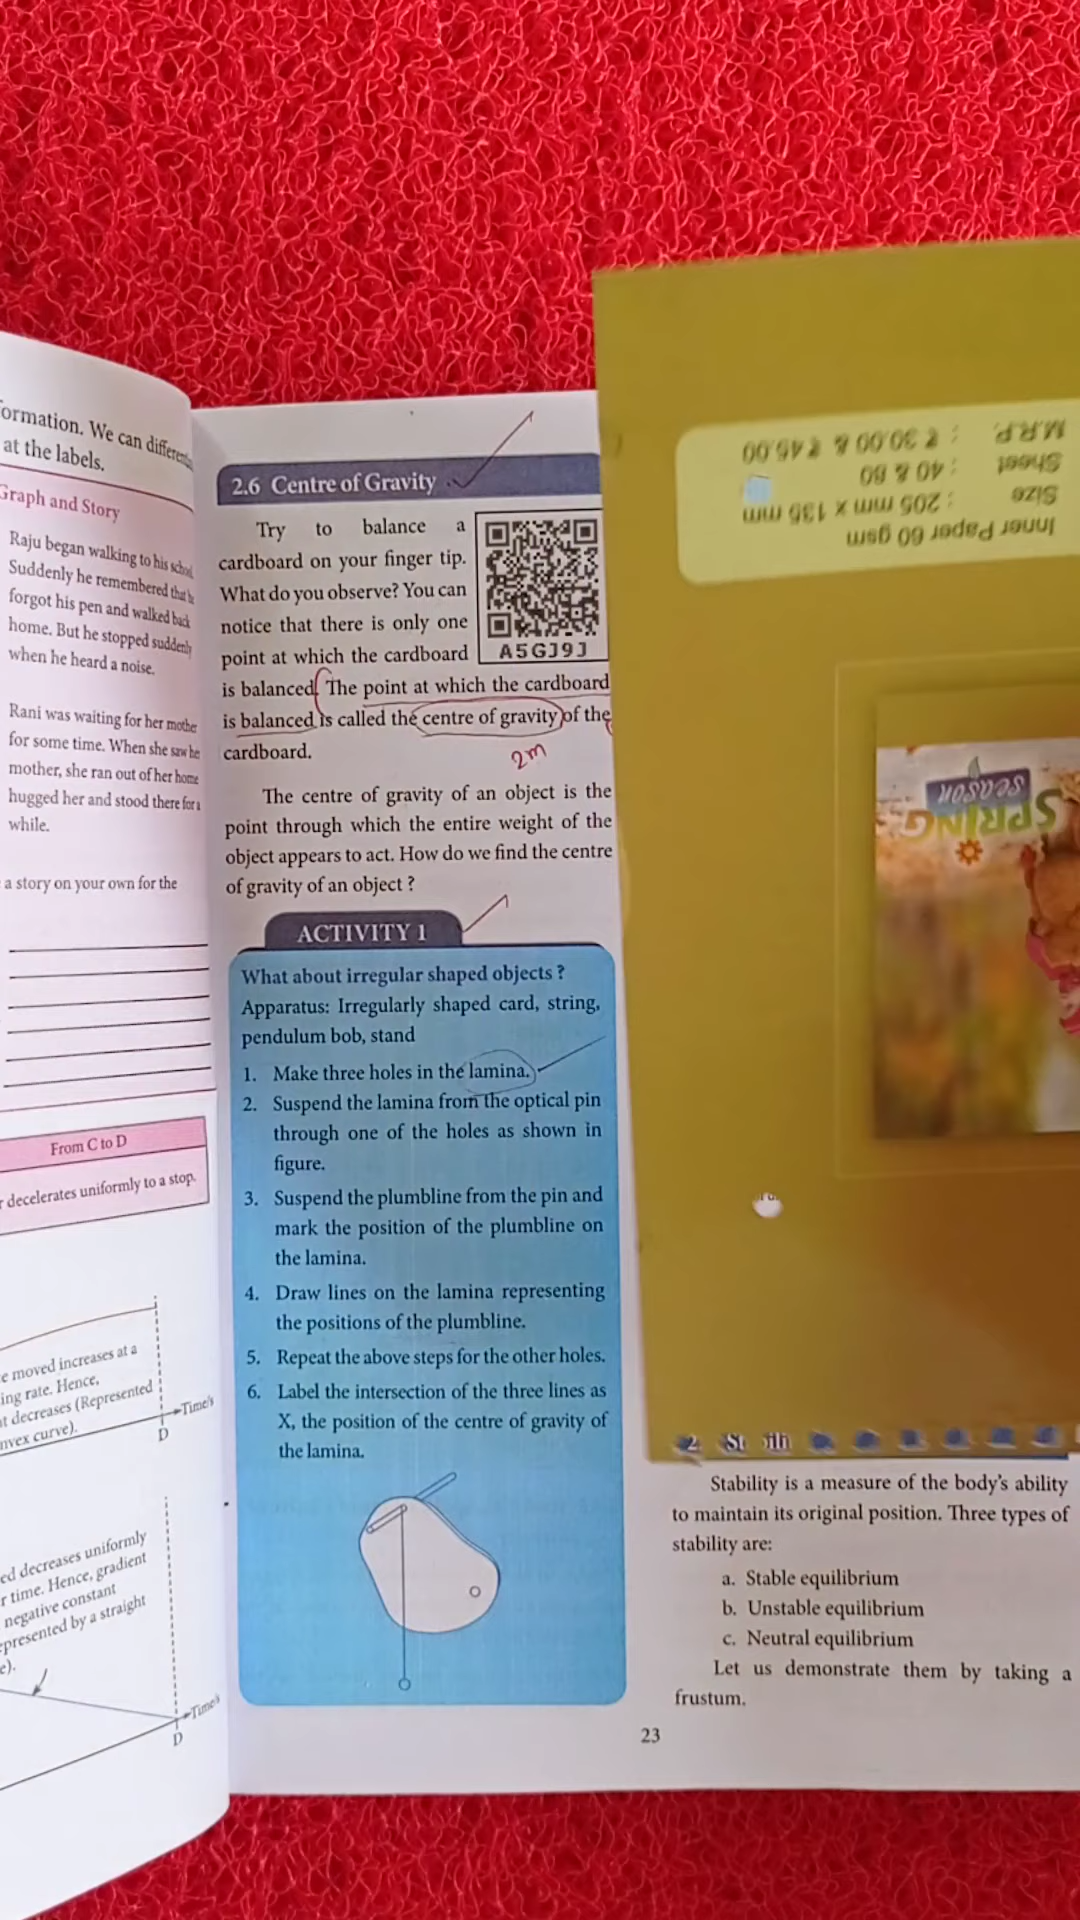 ormation. We can differen
at the labels.
Graph and Story
Raju began walking to his school.
Suddenly he remembered that he
forgot his pen and walked back
home. But he stopped suddenly
when he heard a noise.
Rani was waiting for her mother
for some time. When she saw her
mother, she ran out of her home
hugged her and stood there for a
while.
a story on your own for the
From C to D
r decelerates uniformly to a stop.
e moved increases at a
ing rate. Hence,
t decreases (Represented
nvex curve).
Time/s
D
ed decreases uniformly
r time. Hence, gradient
negative constant
epresented by a straight
e).
Time/s
D
2.6 Centre of Gravity
Try to balance a
cardboard on your finger tip.
What do you observe? You can
notice that there is only one
point at which the cardboard
A5GJ9J
is balanced. The point at which the cardboard
is balanced is called the centre of gravity of the
cardboard.
2m
The centre of gravity of an object is the
point through which the entire weight of the
object appears to act. How do we find the centre
of gravity of an object ?
ACTIVITY 1
What about irregular shaped objects ?
Apparatus: Irregularly shaped card, string,
pendulum bob, stand
1. Make three holes in the lamina.
2. Suspend the lamina from the optical pin
through one of the holes as shown in
figure.
3. Suspend the plumbline from the pin and
mark the position of the plumbline on
the lamina.
4. Draw lines on the lamina representing
the positions of the plumbline.
5. Repeat the above steps for the other holes.
6. Label the intersection of the three lines as
X, the position of the centre of gravity of
the lamina.
Inner Paper 60 gsm
Size : 205 mm x 135 mm
Sheet : 40 & 80
M.R.P. : ₹ 30.00 & ₹ 45.00
SPRING
SEASON
Stability is a measure of the body's ability
to maintain its original position. Three types of
stability are:
a. Stable equilibrium
b. Unstable equilibrium
c. Neutral equilibrium
Let us demonstrate them by taking a
frustum.
23